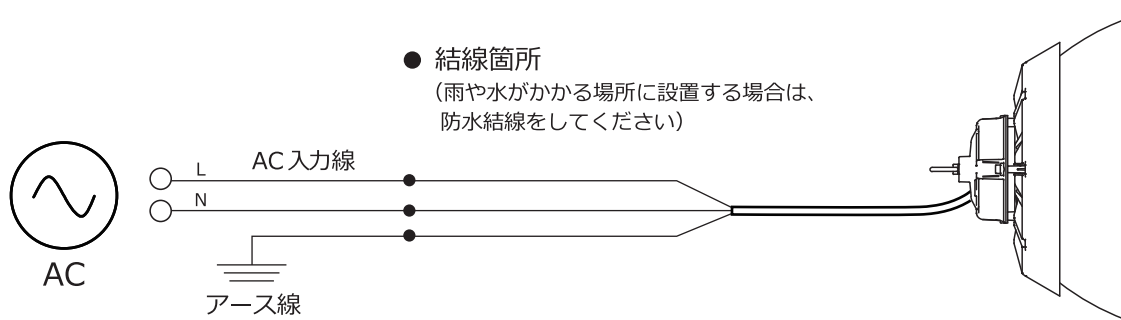 ● 結線箇所
（雨や水がかかる場所に設置する場合は、
防水結線をしてください）
L
AC入力線
N
AC
アース線